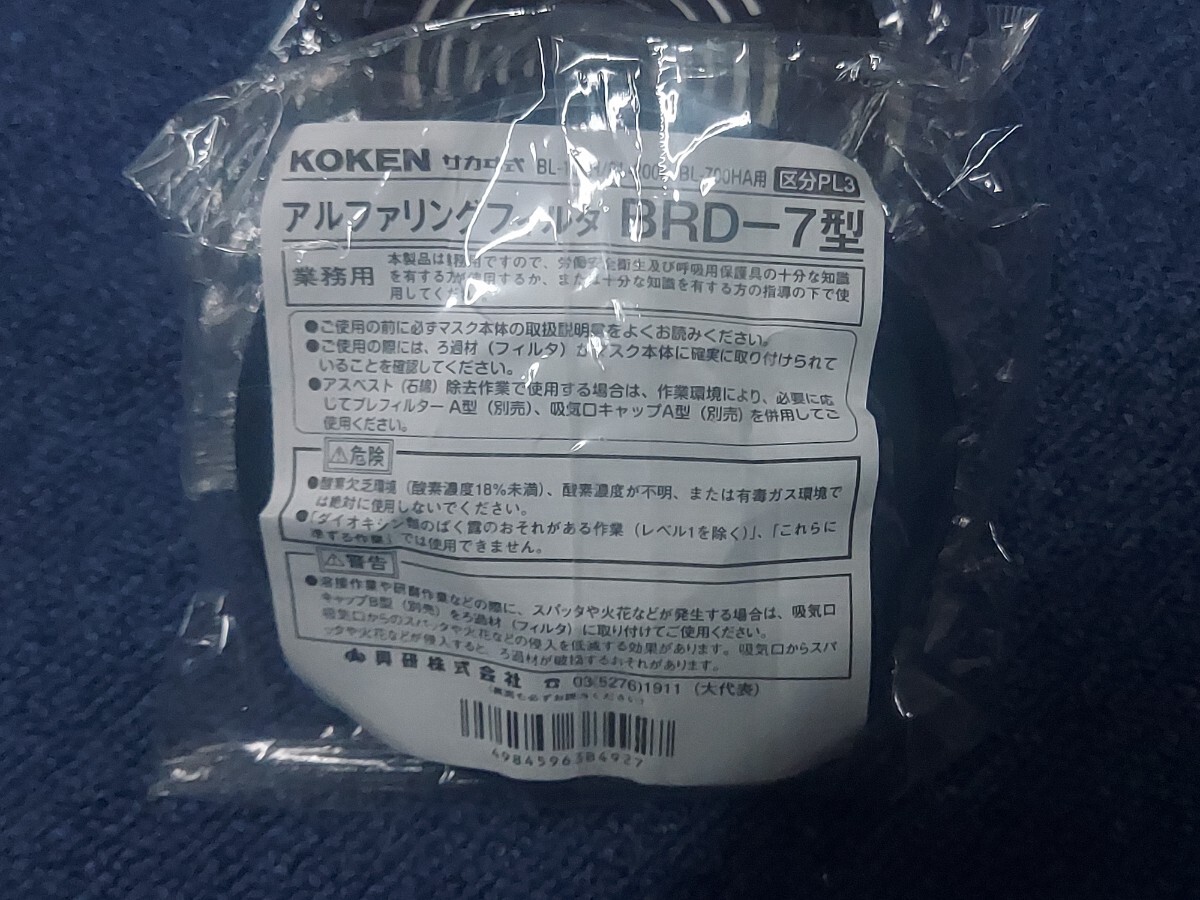 KOKEN サカヰ式 BL-700HA用 区分PL3
アルファリングフィルタ BRD-7型
業務用
本製品は業務用ですので、労働安全衛生及び呼吸用保護具の十分な知識
を有する方が使用するか、または十分な知識を有する方の指導の下で使
用してください。
●ご使用の前に必ずマスク本体の取扱説明書をよくお読みください。
●ご使用の際には、ろ過材（フィルタ）がマスク本体に確実に取り付けられて
いることを確認してください。
●アスベスト（石綿）除去作業で使用する場合は、作業環境により、必要に応
じてプレフィルターA型（別売）、吸気口キャップA型（別売）を併用してご
使用ください。
⚠危険
●酸素欠乏環境（酸素濃度18%未満）、酸素濃度が不明、または有毒ガス環境で
は絶対に使用しないでください。
●「ダイオキシン類のばく露のおそれがある作業（レベル1を除く）」、「これらに
準ずる作業」では使用できません。
⚠警告
●溶接作業や研磨作業などの際に、スパッタや火花などが発生する場合は、吸気口
キャップB型（別売）をろ過材（フィルタ）に取り付けてご使用ください。
吸気口からのスパッタや火花などの侵入を低減する効果があります。吸気口からスパ
ッタや火花などが侵入すると、ろ過材が破損するおそれがあります。
興研株式会社 ☎ 03(5276)1911（大代表）
（裏面も必ずお読みください）
4984596384927